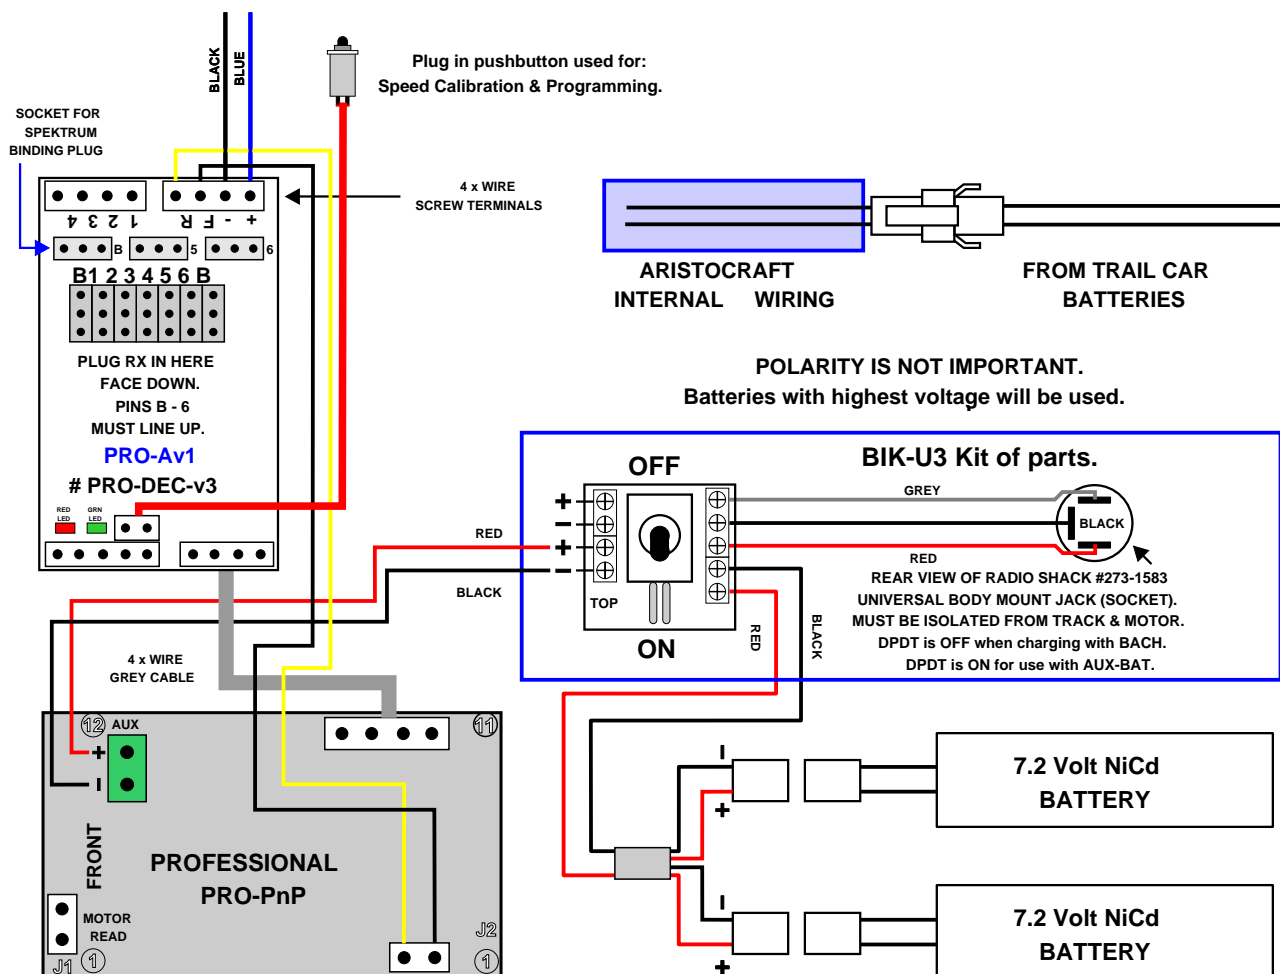 BLACK
BLUE
Plug in pushbutton used for:
Speed Calibration & Programming.
SOCKET FOR
SPEKTRUM
BINDING PLUG
4 x WIRE
SCREW TERMINALS
4 3 2 1
R F - +
B
5
6
B1 2 3 4 5 6 B
PLUG RX IN HERE
FACE DOWN.
PINS B - 6
MUST LINE UP.
PRO-Av1
# PRO-DEC-v3
RED
LED
GRN
LED
ARISTOCRAFT
INTERNAL WIRING
FROM TRAIL CAR
BATTERIES
POLARITY IS NOT IMPORTANT.
Batteries with highest voltage will be used.
BIK-U3 Kit of parts.
OFF
+
-
+
-
TOP
ON
GREY
BLACK
RED
RED
BLACK
RED
BLACK
REAR VIEW OF RADIO SHACK #273-1583
UNIVERSAL BODY MOUNT JACK (SOCKET).
MUST BE ISOLATED FROM TRACK & MOTOR.
DPDT is OFF when charging with BACH.
DPDT is ON for use with AUX-BAT.
4 x WIRE
GREY CABLE
12
AUX
11
+
-
FRONT
PROFESSIONAL
PRO-PnP
MOTOR
READ
J1
1
J2
1
-
+
7.2 Volt NiCd
BATTERY
-
+
7.2 Volt NiCd
BATTERY